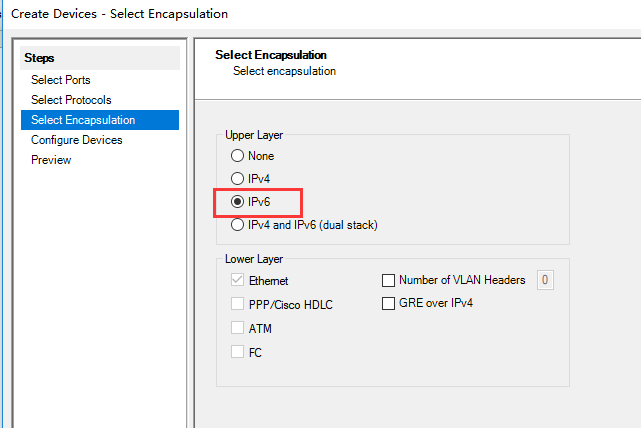 Create Devices - Select Encapsulation
Steps
Select Ports
Select Protocols
Select Encapsulation
Configure Devices
Preview
Select Encapsulation
Select encapsulation
Upper Layer
None
IPv4
IPv6
IPv4 and IPv6 (dual stack)
Lower Layer
Ethernet
Number of VLAN Headers 0
PPP/Cisco HDLC
GRE over IPv4
ATM
FC